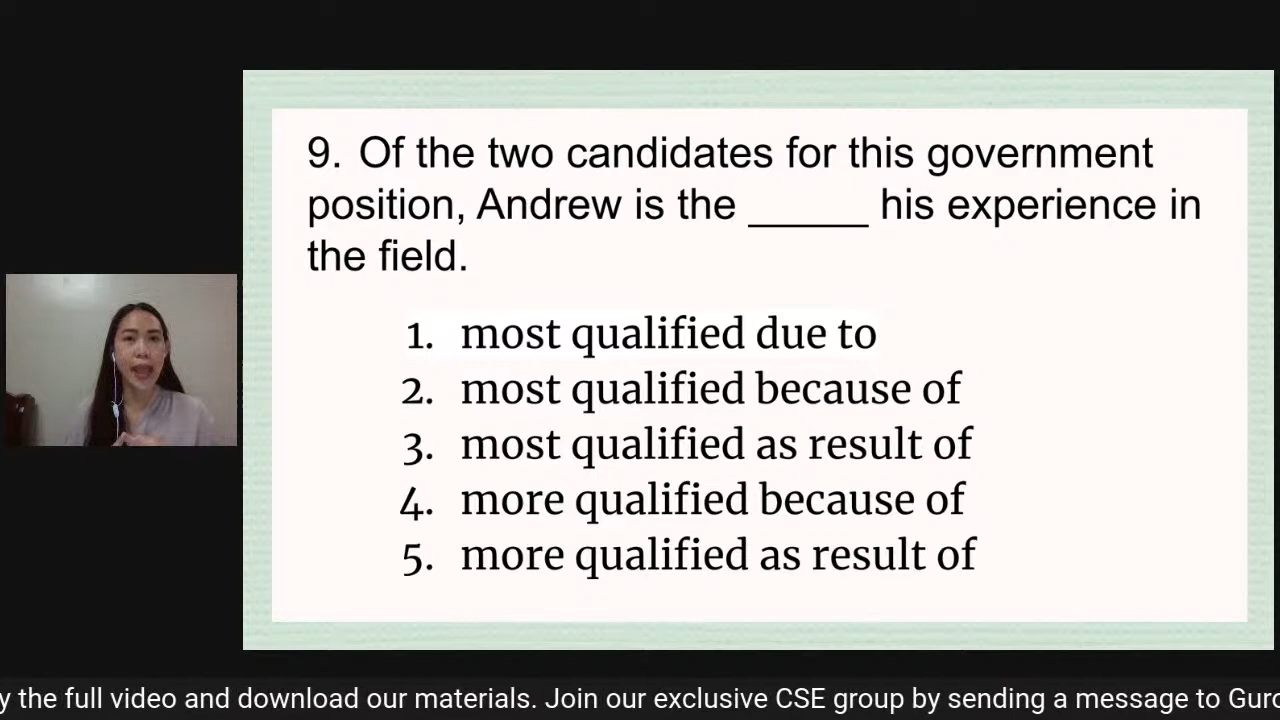 9. Of the two candidates for this government
position, Andrew is the ______ his experience in
the field.
1. most qualified due to
2. most qualified because of
3. most qualified as result of
4. more qualified because of
5. more qualified as result of
the full video and download our materials. Join our exclusive CSE group by sending a message to